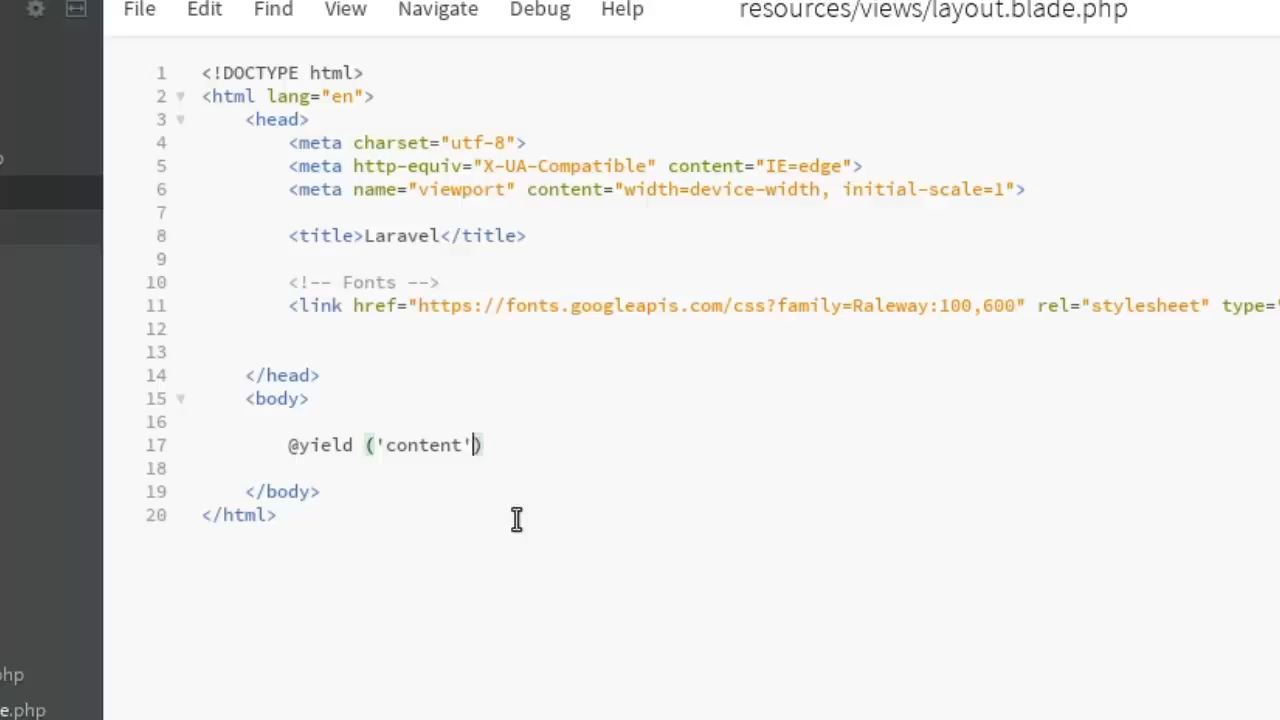 File Edit Find View Navigate Debug Help resources/views/layout.blade.php
1 <!DOCTYPE html>
2 <html lang="en">
3 <head>
4 <meta charset="utf-8">
5 <meta http-equiv="X-UA-Compatible" content="IE=edge">
6 <meta name="viewport" content="width=device-width, initial-scale=1">
7
8 <title>Laravel</title>
9
10 <!-- Fonts -->
11 <link href="https://fonts.googleapis.com/css?family=Raleway:100,600" rel="stylesheet" type="
12
13
14 </head>
15 <body>
16
17 @yield ('content')
18
19 </body>
20 </html>
hp
e.php